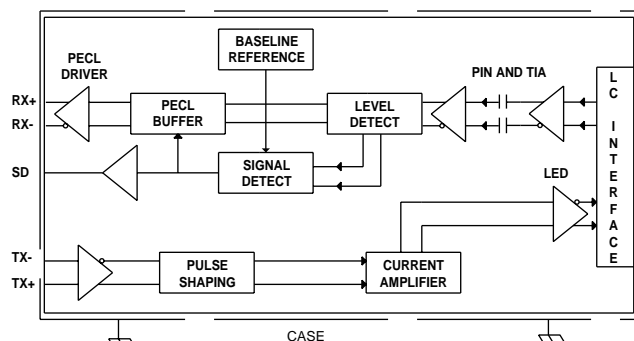 BASELINE
REFERENCE
PECL
DRIVER
PIN AND TIA
RX+
RX-
PECL
BUFFER
LEVEL
DETECT
LC INTERFACE
SD
SIGNAL
DETECT
LED
TX-
TX+
PULSE
SHAPING
CURRENT
AMPLIFIER
CASE